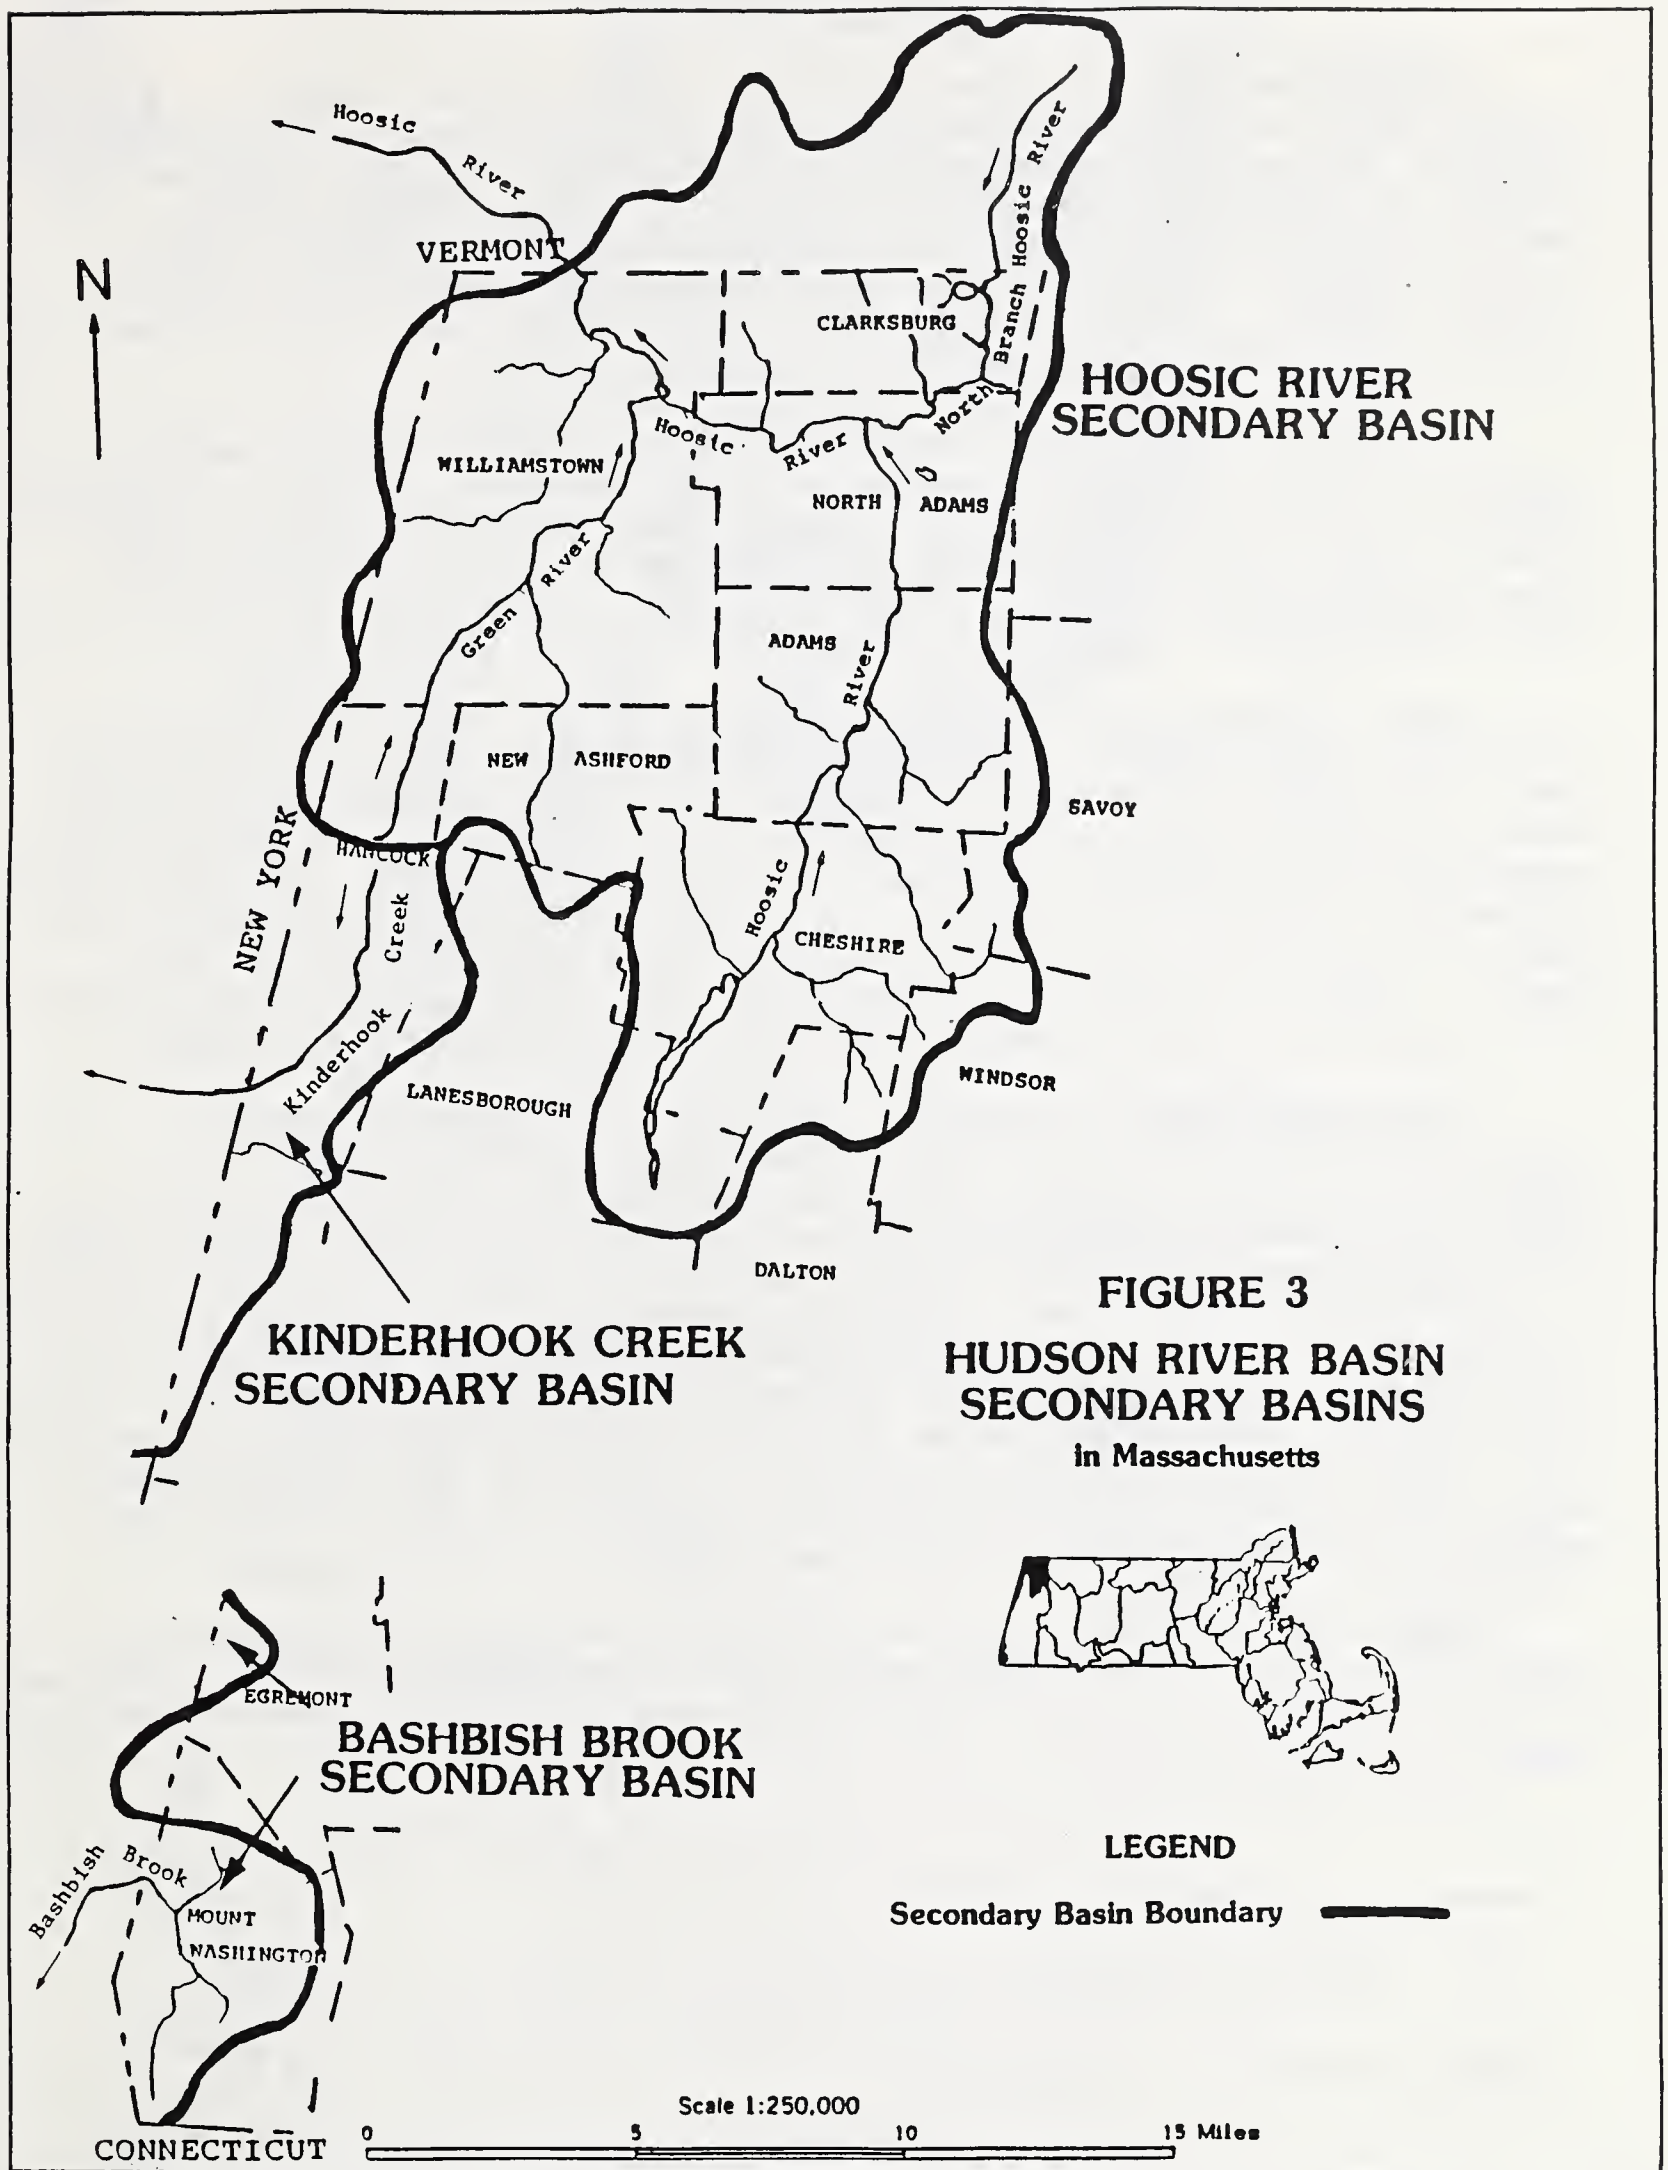 Hoosic
River
VERMONT
N
Branch Hoosic River
CLARKSBURG
HOOSIC RIVER
SECONDARY BASIN
North
Hoosic
River
WILLIAMSTOWN
NORTH ADAMS
Green River
ADAMS
River
NEW ASHFORD
SAVOY
NEW YORK
HANCOCK
Hoosic
Creek
CHESHIRE
Kinderhook
WINDSOR
LANESBOROUGH
DALTON
FIGURE 3
KINDERHOOK CREEK
SECONDARY BASIN
HUDSON RIVER BASIN
SECONDARY BASINS
in Massachusetts
EGREMONT
BASHBISH BROOK
SECONDARY BASIN
Bashbish Brook
LEGEND
Secondary Basin Boundary
MOUNT
WASHINGTON
Scale 1:250,000
0 5 10 15 Miles
CONNECTICUT